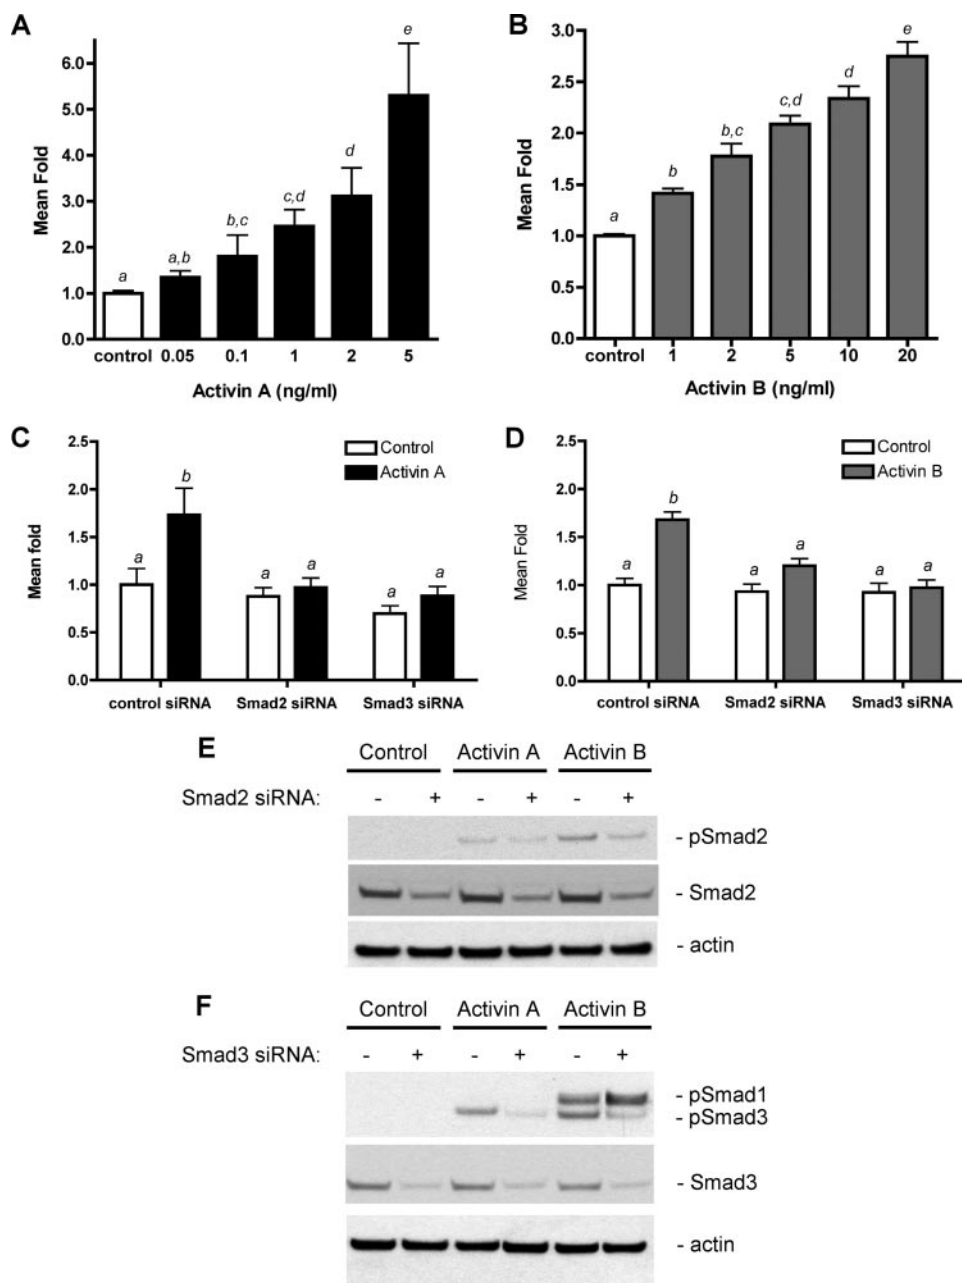 A
Mean Fold
6.0
5.0
4.0
3.0
2.0
1.0
0.0
a
a,b
b,c
c,d
d
e
control 0.05 0.1 1 2 5
Activin A (ng/ml)
B
Mean Fold
3.0
2.5
2.0
1.5
1.0
0.5
0.0
a
b
b,c
c,d
d
e
control 1 2 5 10 20
Activin B (ng/ml)
C
Mean fold
2.5
2.0
1.5
1.0
0.5
0.0
Control
Activin A
a b a a a a
control siRNA Smad2 siRNA Smad3 siRNA
D
Mean Fold
2.5
2.0
1.5
1.0
0.5
0.0
Control
Activin B
a b a a a a
control siRNA Smad2 siRNA Smad3 siRNA
E
Control Activin A Activin B
Smad2 siRNA: - + - + - +
- pSmad2
- Smad2
- actin
F
Control Activin A Activin B
Smad3 siRNA: - + - + - +
- pSmad1
- pSmad3
- Smad3
- actin